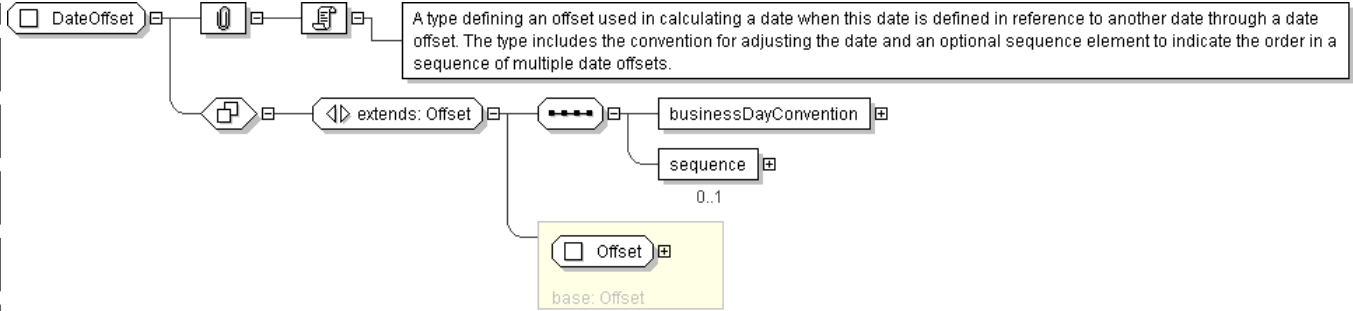 DateOffset
A type defining an offset used in calculating a date when this date is defined in reference to another date through a date
offset. The type includes the convention for adjusting the date and an optional sequence element to indicate the order in a
sequence of multiple date offsets.
extends: Offset
businessDayConvention
sequence
0..1
Offset
base: Offset